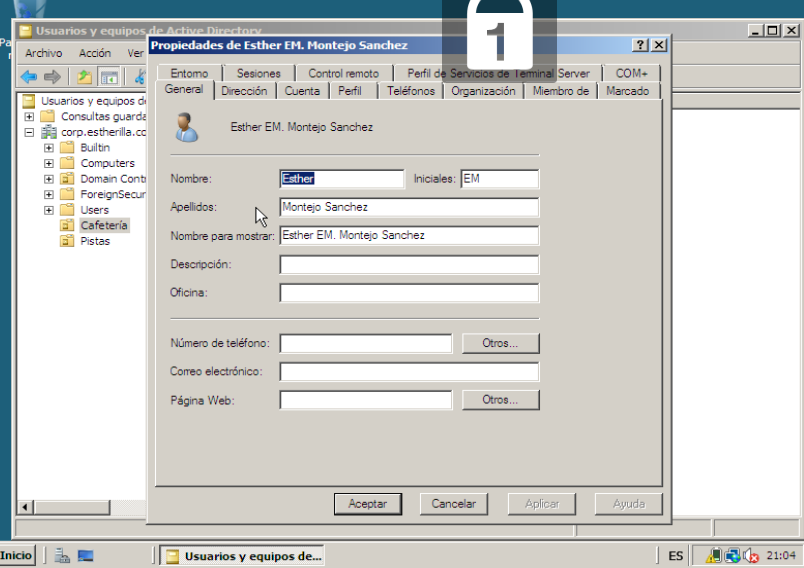 Usuarios y equipos de Active Directory
Archivo Acción Ver
Propiedades de Esther EM. Montejo Sanchez
1
Entorno Sesiones Control remoto Perfil de Servicios de Terminal Server COM+
General Dirección Cuenta Perfil Teléfonos Organización Miembro de Marcado
Usuarios y equipos de
Consultas guarda
corp.estherilla.co
Builtin
Computers
Domain Cont
ForeignSecur
Users
Cafetería
Pistas
Esther EM. Montejo Sanchez
Nombre: Esther Iniciales: EM
Apellidos: Montejo Sanchez
Nombre para mostrar: Esther EM. Montejo Sanchez
Descripción:
Oficina:
Número de teléfono: Otros...
Correo electrónico:
Página Web: Otros...
Aceptar Cancelar Aplicar Ayuda
Inicio Usuarios y equipos de... ES 21:04